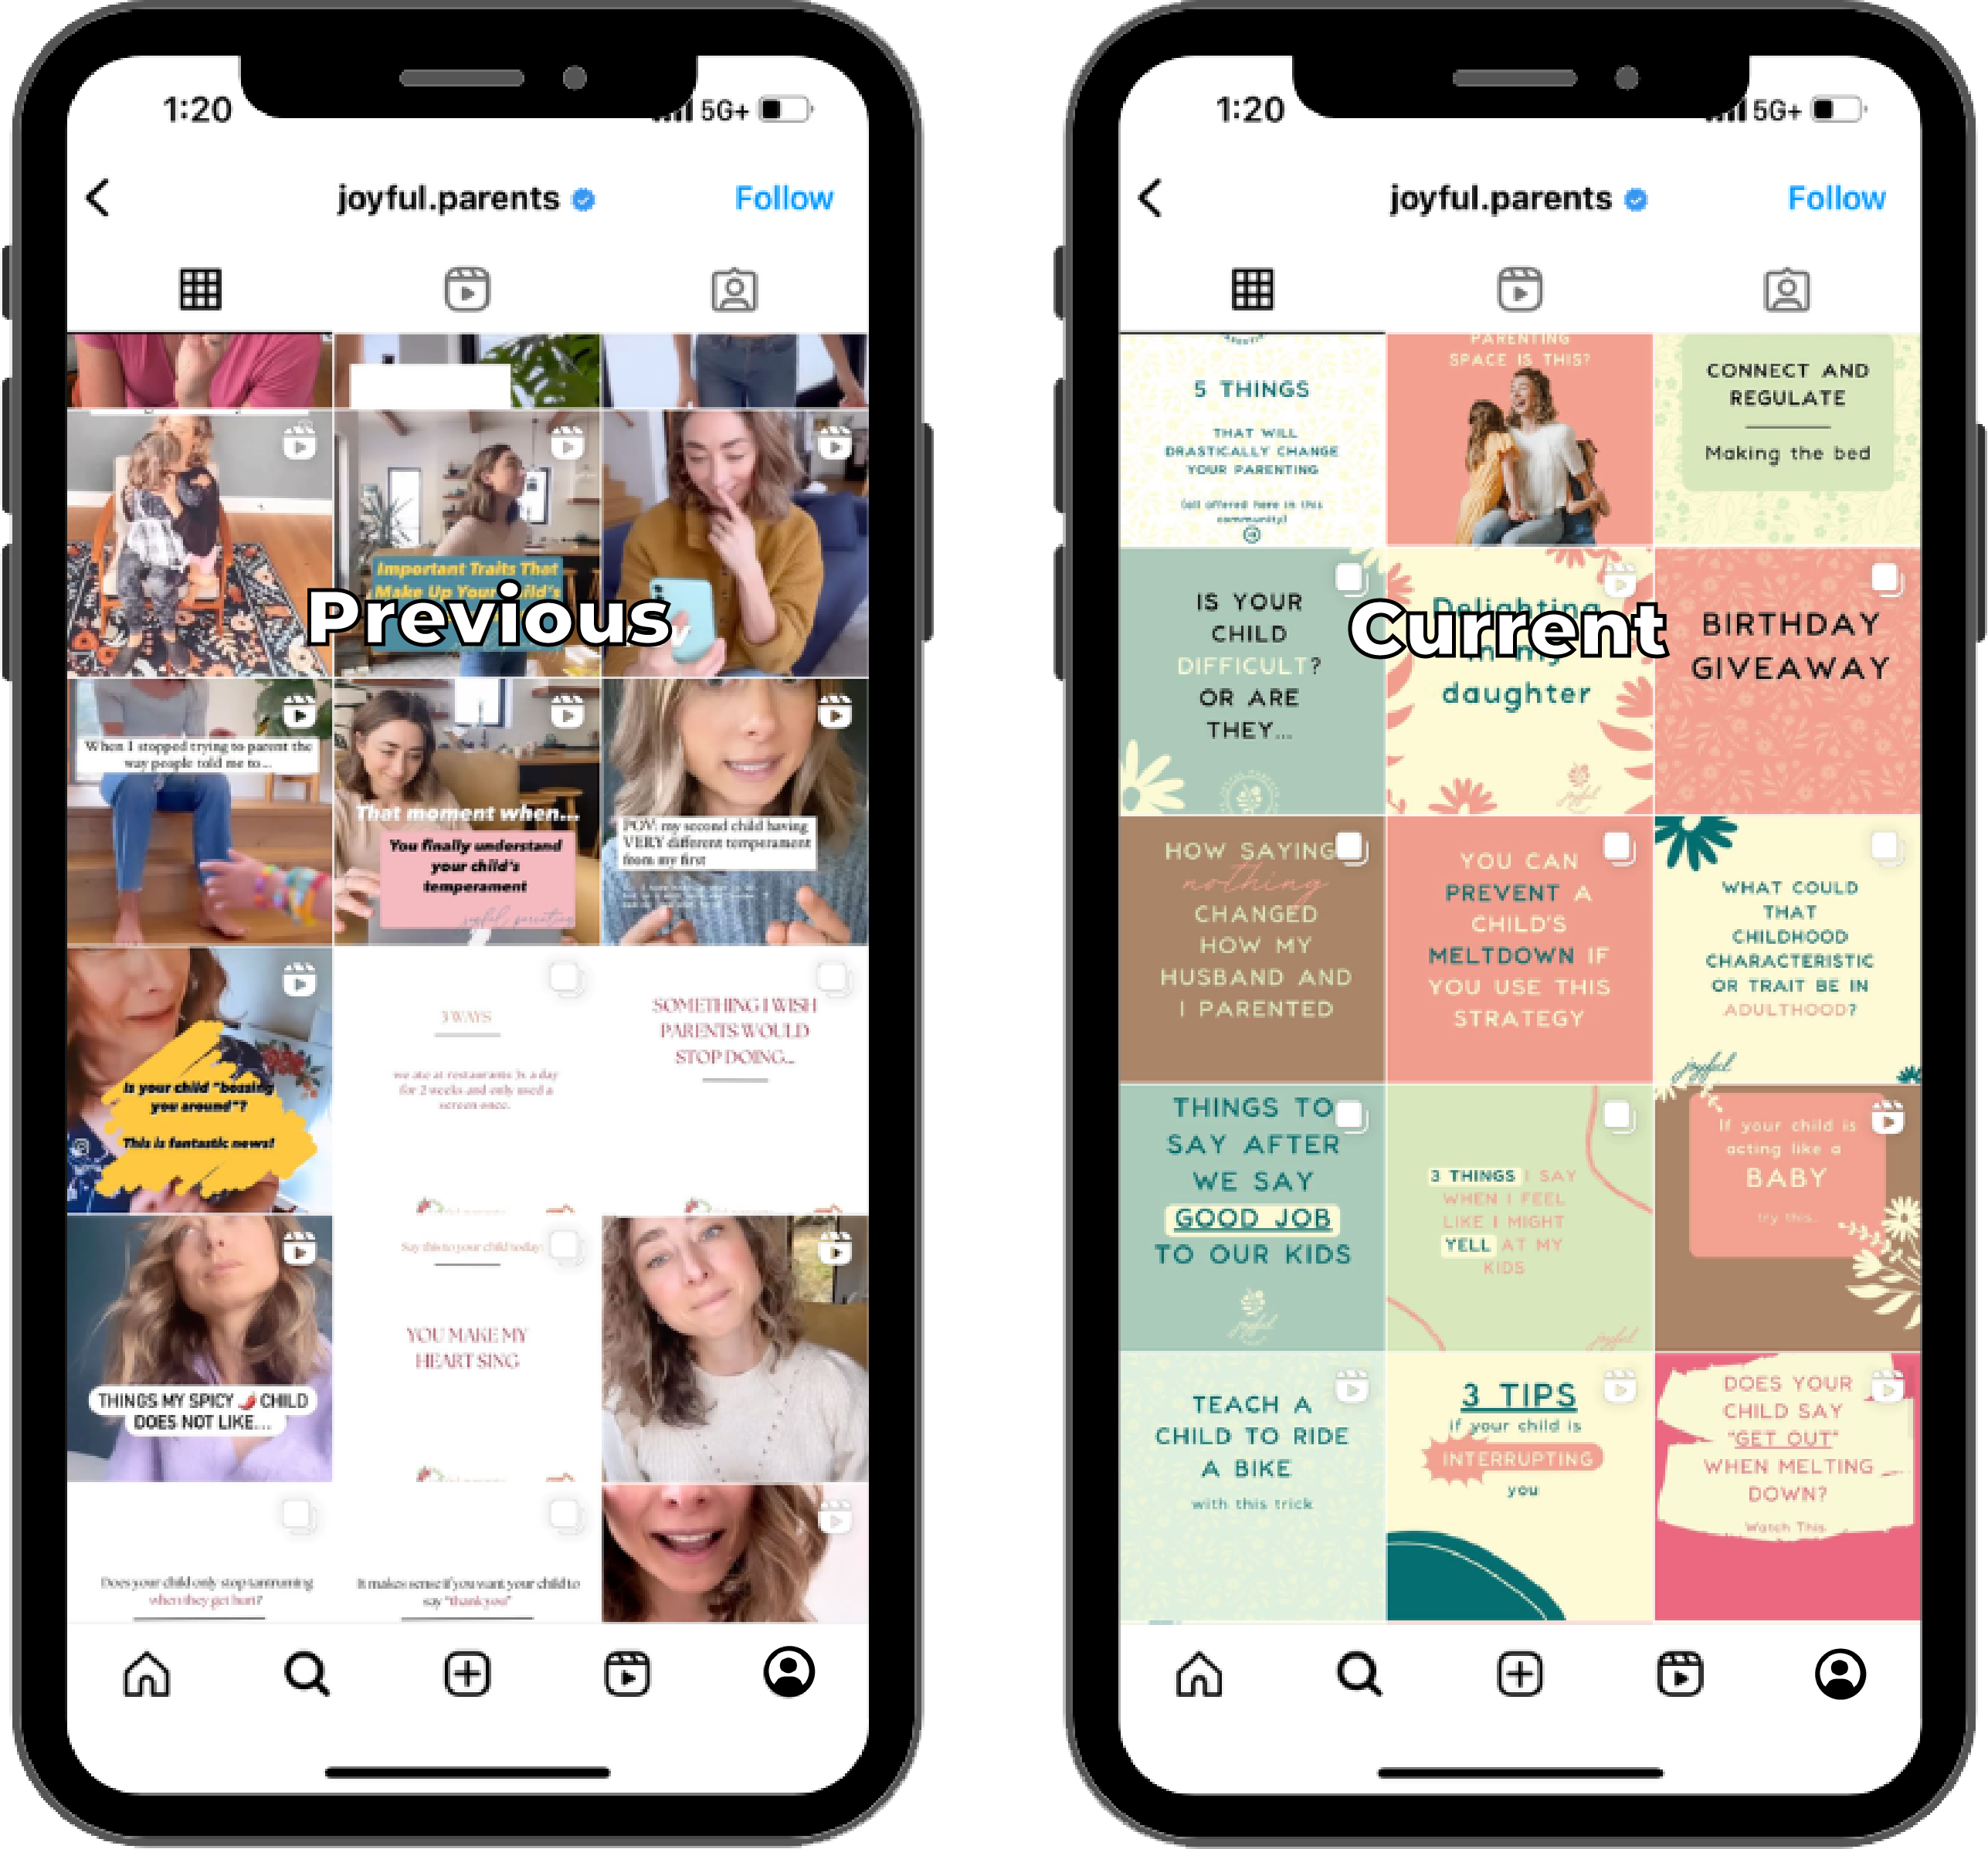 1:20
5G+
joyful.parents
Follow
Previous
Important Traits That
Make Up Your
When I stopped trying to parent the
way people told me to...
That moment when...
You finally understand
your child's
temperament
joyful parenting
POV: my second child having
VERY different temperament
from my first
Is your child "bossing
you around"?
This is fantastic news!
3 WAYS
we ate at restaurants 3x a day
for 2 weeks and only used a
screen once.
SOMETHING I WISH
PARENTS WOULD
STOP DOING...
THINGS MY SPICY 🌶️ CHILD
DOES NOT LIKE...
Say this to your child today:
YOU MAKE MY
HEART SING
Does your child only stop tantruming
when they get hurt?
It makes sense if you want your child to
say "thank you"
1:20
5G+
joyful.parents
Follow
Current
5 THINGS
THAT WILL
DRASTICALLY CHANGE
YOUR PARENTING
(all offered here in this
community)
PARENTING
SPACE IS THIS?
CONNECT AND
REGULATE
Making the bed
IS YOUR
CHILD
DIFFICULT?
OR ARE
THEY...
Delighting
in my
daughter
joyful
BIRTHDAY
GIVEAWAY
HOW SAYING
nothing
CHANGED
HOW MY
HUSBAND AND
I PARENTED
YOU CAN
PREVENT A
CHILD'S
MELTDOWN IF
YOU USE THIS
STRATEGY
WHAT COULD
THAT
CHILDHOOD
CHARACTERISTIC
OR TRAIT BE IN
ADULTHOOD?
joyful
THINGS TO
SAY AFTER
WE SAY
GOOD JOB
TO OUR KIDS
joyful
3 THINGS I SAY
WHEN I FEEL
LIKE I MIGHT
YELL AT MY
KIDS
joyful
If your child is
acting like a
BABY
try this...
TEACH A
CHILD TO RIDE
A BIKE
with this trick
3 TIPS
if your child is
INTERRUPTING
you
DOES YOUR
CHILD SAY
"GET OUT"
WHEN MELTING
DOWN?
Watch This